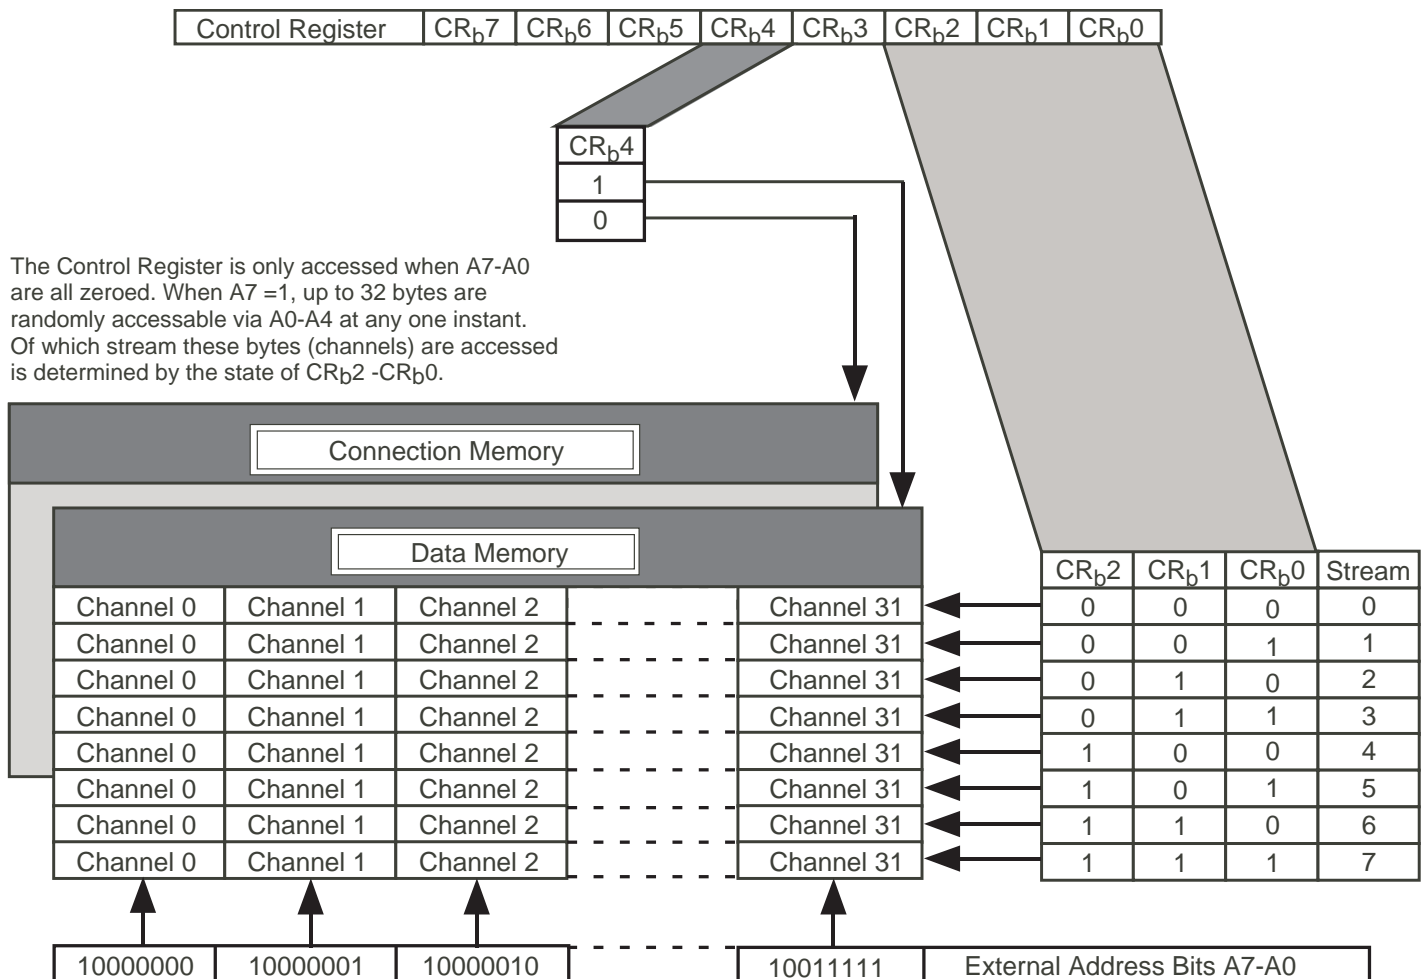 Control Register CRb7 CRb6 CRb5 CRb4 CRb3 CRb2 CRb1 CRb0
CRb4
1
0
The Control Register is only accessed when A7-A0
are all zeroed. When A7 =1, up to 32 bytes are
randomly accessable via A0-A4 at any one instant.
Of which stream these bytes (channels) are accessed
is determined by the state of CRb2 -CRb0.
Connection Memory
Data Memory
CRb2 CRb1 CRb0 Stream
Channel 0 Channel 1 Channel 2 Channel 31 0 0 0 0
Channel 0 Channel 1 Channel 2 Channel 31 0 0 1 1
Channel 0 Channel 1 Channel 2 Channel 31 0 1 0 2
Channel 0 Channel 1 Channel 2 Channel 31 0 1 1 3
Channel 0 Channel 1 Channel 2 Channel 31 1 0 0 4
Channel 0 Channel 1 Channel 2 Channel 31 1 0 1 5
Channel 0 Channel 1 Channel 2 Channel 31 1 1 0 6
Channel 0 Channel 1 Channel 2 Channel 31 1 1 1 7
10000000 10000001 10000010 10011111 External Address Bits A7-A0